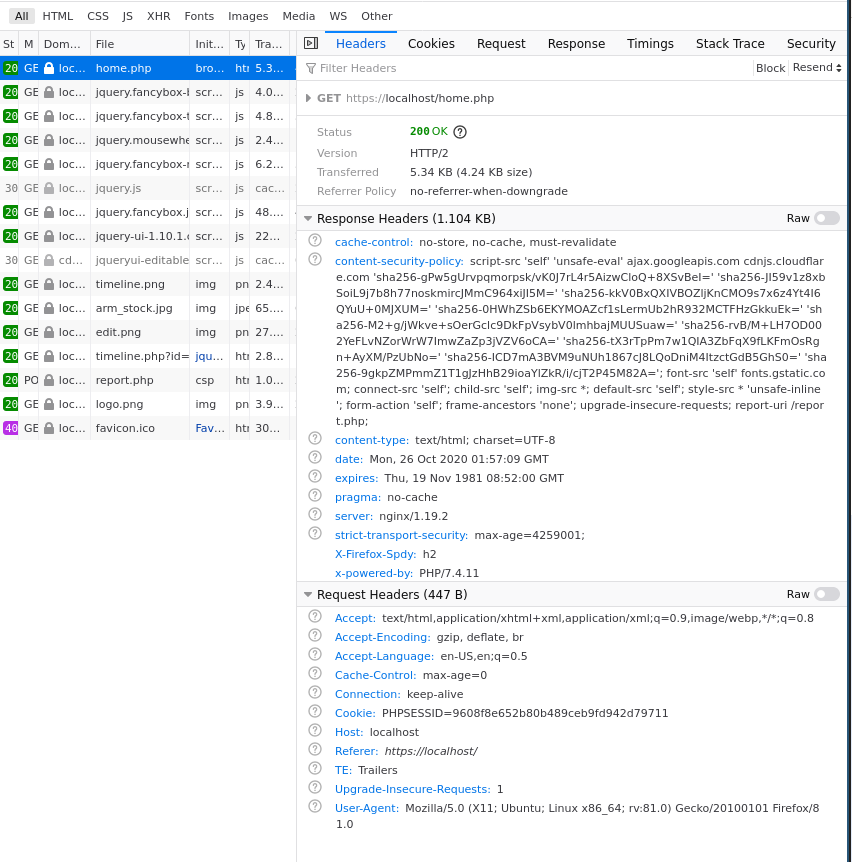 All HTML CSS JS XHR Fonts Images Media WS Other
St M Dom… File Init… Ty Tra…
20 GE loc… home.php bro… htr 5.3…
20 GE loc… jquery.fancybox-b scr… js 4.0…
20 GE loc… jquery.fancybox-t scr… js 4.8…
20 GE loc… jquery.mousewhe scr… js 2.4…
20 GE loc… jquery.fancybox-r scr… js 6.2…
30 GE loc… jquery.js scr… js cac…
20 GE loc… jquery.fancybox.j scr… js 48.…
20 GE loc… jquery-ui-1.10.1.c scr… js 22.…
30 GE cd… jqueryui-editable scr… js cac…
20 GE loc… timeline.png img pn 2.4…
20 GE loc… arm_stock.jpg img jpe 65.…
20 GE loc… edit.png img pn 27.…
20 GE loc… timeline.php?id= jqu… htr 2.8…
20 PO loc… report.php csp htr 1.0…
20 GE loc… logo.png img pn 3.9…
40 GE loc… favicon.ico Fav… htr 30…
Headers Cookies Request Response Timings Stack Trace Security
Filter Headers Block Resend
GET https://localhost/home.php
Status 200 OK
Version HTTP/2
Transferred 5.34 KB (4.24 KB size)
Referrer Policy no-referrer-when-downgrade
Response Headers (1.104 KB) Raw
cache-control: no-store, no-cache, must-revalidate
content-security-policy: script-src 'self' 'unsafe-eval' ajax.googleapis.com cdnjs.cloudflar
e.com 'sha256-gPw5gUrvpqmorpsk/vK0J7rL4r5AizwCloQ+8XSvBeI=' 'sha256-JI59v1z8xb
SoiL9j7b8h77noskmircJMmC964xiJI5M=' 'sha256-kkV0BxQXIVBOZljKnCMO9s7x6z4Yt4I6
QYuU+0MJXUM=' 'sha256-0HWhZSb6EKYMOAZcf1sLermUb2hR932MCTFHzGkkuEk=' 'sh
a256-M2+g/jWkve+sOerGcIc9DkFpVsybV0lmhbajMUUSuaw=' 'sha256-rvB/M+LH7OD00
2YeFLvNZorWrW7ImwZaZp3jVZV6oCA=' 'sha256-tX3rTpPm7w1QIA3ZbFqX9fLKFmOsRg
n+AyXM/PzUbNo=' 'sha256-ICD7mA3BVM9uNUh1867cJ8LQoDniM4ltzctGdB5GhS0=' 'sha
256-9gkpZMPmmZ1T1gJzHhB29ioaYlZkR/i/cjT2P45M82A='; font-src 'self' fonts.gstatic.co
m; connect-src 'self'; child-src 'self'; img-src *; default-src 'self'; style-src * 'unsafe-inline
'; form-action 'self'; frame-ancestors 'none'; upgrade-insecure-requests; report-uri /repor
t.php;
content-type: text/html; charset=UTF-8
date: Mon, 26 Oct 2020 01:57:09 GMT
expires: Thu, 19 Nov 1981 08:52:00 GMT
pragma: no-cache
server: nginx/1.19.2
strict-transport-security: max-age=4259001;
X-Firefox-Spdy: h2
x-powered-by: PHP/7.4.11
Request Headers (447 B) Raw
Accept: text/html,application/xhtml+xml,application/xml;q=0.9,image/webp,*/*;q=0.8
Accept-Encoding: gzip, deflate, br
Accept-Language: en-US,en;q=0.5
Cache-Control: max-age=0
Connection: keep-alive
Cookie: PHPSESSID=9608f8e652b80b489ceb9fd942d79711
Host: localhost
Referer: https://localhost/
TE: Trailers
Upgrade-Insecure-Requests: 1
User-Agent: Mozilla/5.0 (X11; Ubuntu; Linux x86_64; rv:81.0) Gecko/20100101 Firefox/8
1.0